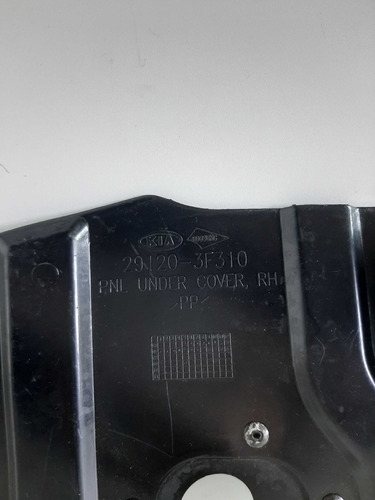 KIA
29120-3F310
PNL UNDER COVER, RH
>PP<